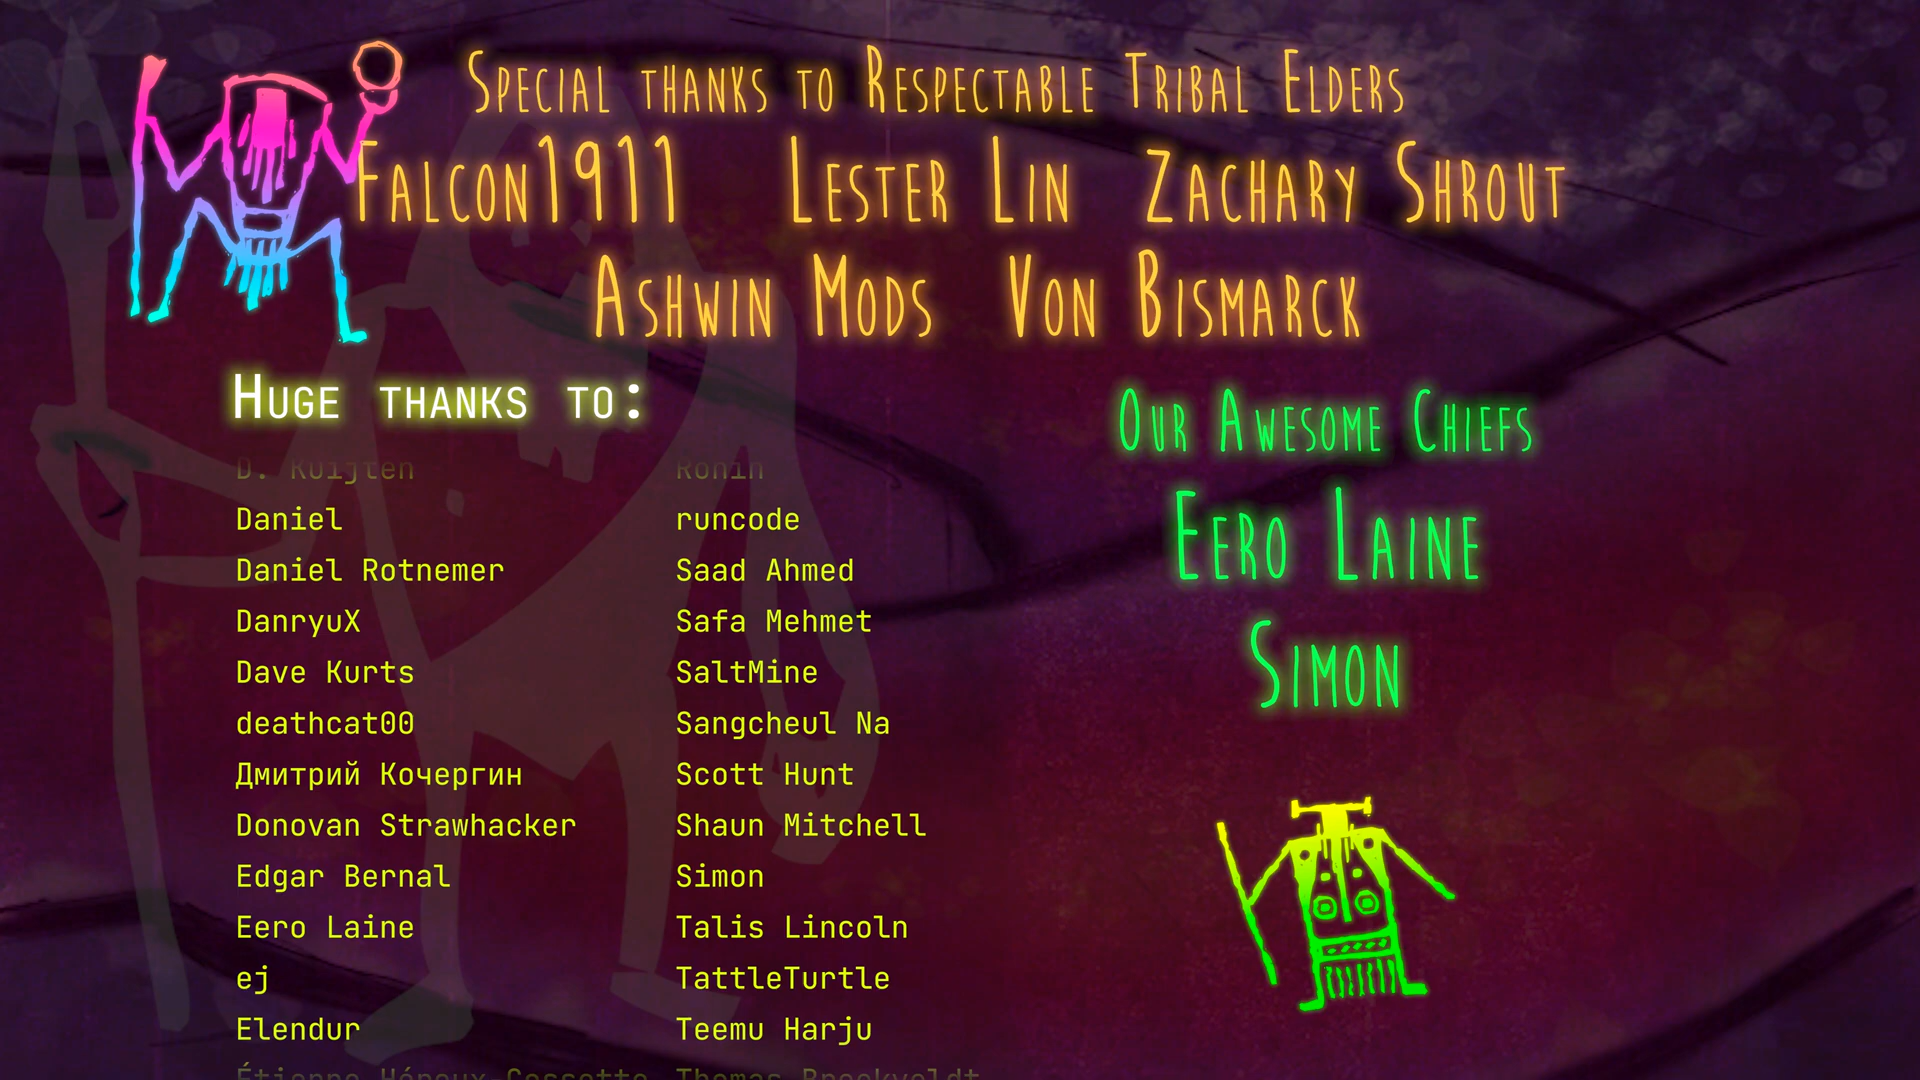 Special thanks to Respectable Tribal Elders
Falcon1911 Lester Lin Zachary Shrout
Ashwin Mods Von Bismarck
Huge thanks to:
D. Kuijten
Daniel
Daniel Rotnemer
DanryuX
Dave Kurts
deathcat00
Дмитрий Кочергин
Donovan Strawhacker
Edgar Bernal
Eero Laine
ej
Elendur
Ronin
runcode
Saad Ahmed
Safa Mehmet
SaltMine
Sangcheul Na
Scott Hunt
Shaun Mitchell
Simon
Talis Lincoln
TattleTurtle
Teemu Harju
Thomas
Our Awesome Chiefs
Eero Laine
Simon